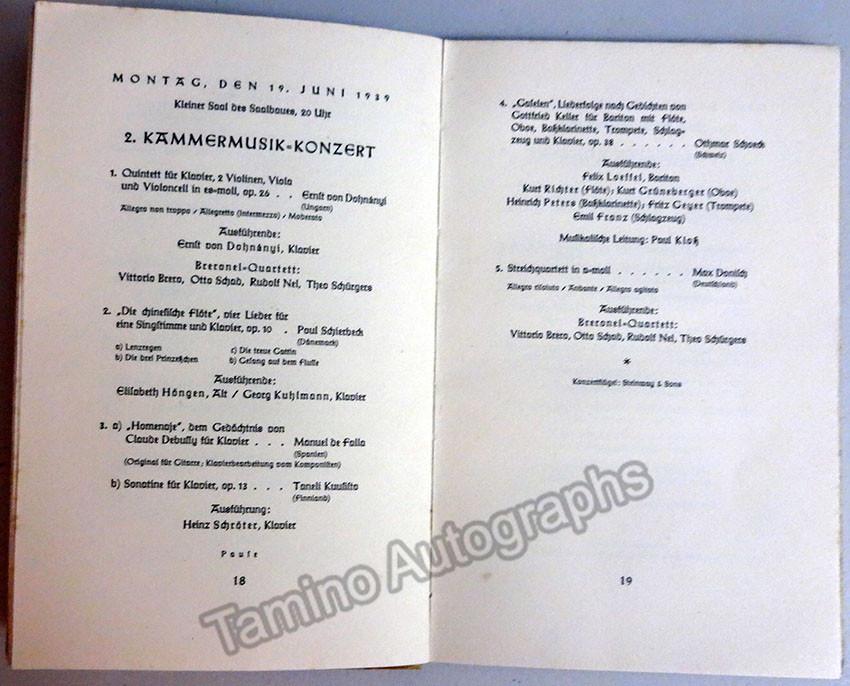 MONTAG, DEN 19. JUNI 1939
Kleiner Saal des Saalbaues, 20 Uhr
2. KAMMERMUSIK-KONZERT
1. Quintett für Klavier, 2 Violinen, Viola
und Violoncell in es-moll, op. 26 . . Ernst von Dohnányi
(Ungarn)
Allegro non troppo / Allegretto (Intermezzo) / Moderato
Ausführende:
Ernst von Dohnányi, Klavier
Breronel-Quartett:
Vittorio Brero, Otto Schad, Rudolf Nel, Theo Schürgers
2. „Die chinesische Flöte", vier Lieder für
eine Singstimme und Klavier, op. 10 . Poul Schierbeck
(Dänemark)
a) Lenzregen c) Die treue Gattin
b) Die drei Prinzeßchen d) Gesang auf dem Flusse
Ausführende:
Elisabeth Höngen, Alt / Georg Kuhlmann, Klavier
3. a) „Homenaje", dem Gedächtnis von
Claude Debussy für Klavier . . . Manuel de Falla
(Spanien)
(Original für Gitarre; Klavierbearbeitung vom Komponisten)
b) Sonatine für Klavier, op. 13 . . . Taneli Kuusisto
(Finnland)
Ausführung:
Heinz Schröter, Klavier
Pause
18
4. „Gaselen", Liederfolge nach Gedichten von
Gottfried Keller für Bariton mit Flöte,
Oboe, Baßklarinette, Trompete, Schlag-
zeug und Klavier, op. 38 . . . . . . Othmar Schoeck
(Schweiz)
Ausführende:
Felix Loeffel, Bariton
Kurt Richter (Flöte); Kurt Grüneberger (Oboe)
Heinrich Peters (Baßklarinette); Fritz Geyer (Trompete)
Emil Franz (Schlagzeug)
Musikalische Leitung: Paul Kloß
5. Streichquartett in a-moll . . . . . . Max Donisch
(Deutschland)
Allegro risoluto / Andante / Allegro agitato
Ausführende:
Breronel-Quartett:
Vittorio Brero, Otto Schad, Rudolf Nel, Theo Schürgers
*
Konzertflügel: Steinway & Sons
19
Tamino Autographs